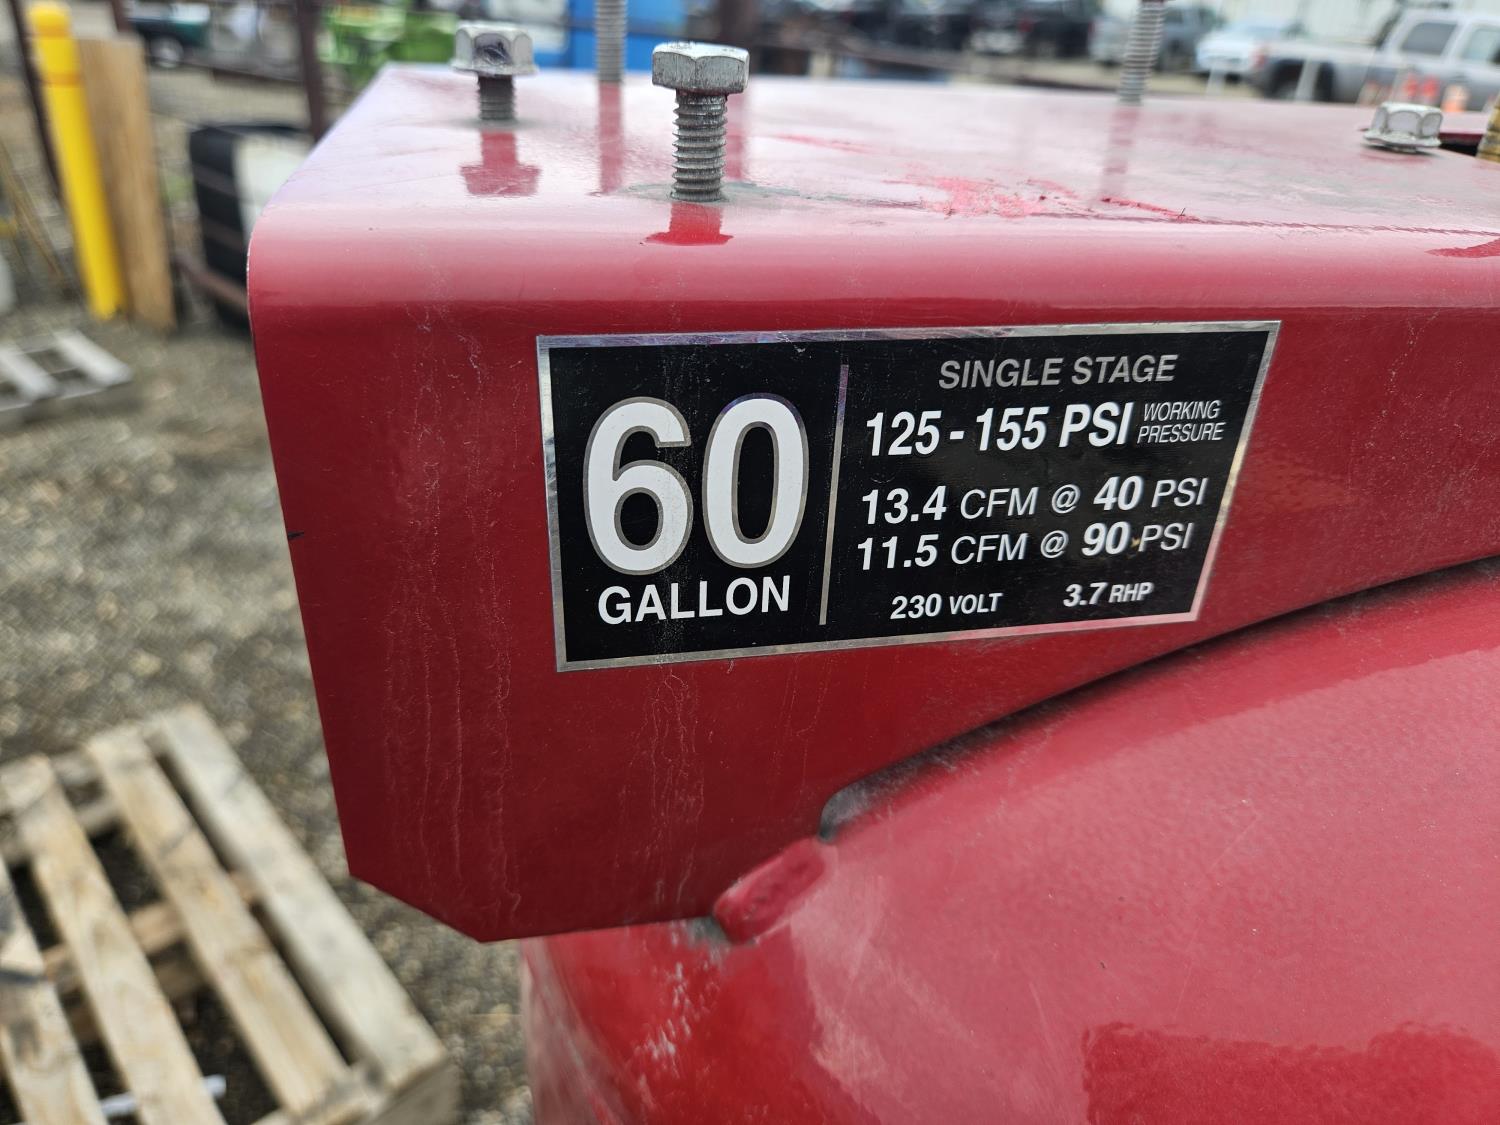 60
GALLON
SINGLE STAGE
125 - 155 PSI WORKING PRESSURE
13.4 CFM @ 40 PSI
11.5 CFM @ 90 PSI
230 VOLT 3.7 RHP